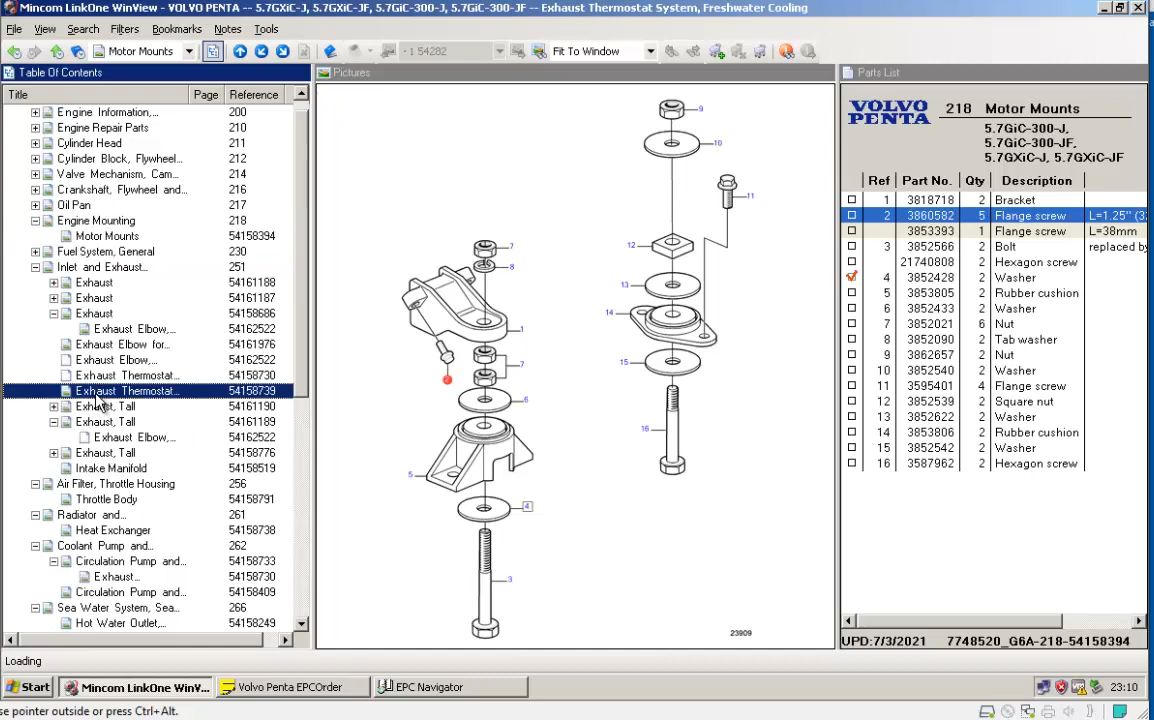 Mincom LinkOne WinView - VOLVO PENTA -- 5.7GXiC-J, 5.7GXiC-JF, 5.7GiC-300-J, 5.7GiC-300-JF -- Exhaust Thermostat System, Freshwater Cooling
File View Search Filters Bookmarks Notes Tools
Motor Mounts - 1 54282 Fit To Window
Table Of Contents
Title Page Reference
Engine Information,... 200
Engine Repair Parts 210
Cylinder Head 211
Cylinder Block, Flywheel... 212
Valve Mechanism, Cam... 214
Crankshaft, Flywheel and... 216
Oil Pan 217
Engine Mounting 218
Motor Mounts 54158394
Fuel System, General 230
Inlet and Exhaust... 251
Exhaust 54161188
Exhaust 54161187
Exhaust 54158686
Exhaust Elbow,... 54162522
Exhaust Elbow for... 54161976
Exhaust Elbow,... 54162522
Exhaust Thermostat... 54158730
Exhaust Thermostat... 54158739
Exhaust, Tall 54161190
Exhaust, Tall 54161189
Exhaust Elbow,... 54162522
Exhaust, Tall 54158776
Intake Manifold 54158519
Air Filter, Throttle Housing 256
Throttle Body 54158791
Radiator and... 261
Heat Exchanger 54158738
Coolant Pump and... 262
Circulation Pump and... 54158733
Exhaust... 54158730
Circulation Pump and... 54158409
Sea Water System, Sea... 266
Hot Water Outlet,... 54158249
Pictures
9
10
11
7
12
8
13
14
1
15
7
6
16
5
4
3
23909
Parts List
VOLVO PENTA
218 Motor Mounts
5.7GiC-300-J,
5.7GiC-300-JF,
5.7GXiC-J, 5.7GXiC-JF
Ref Part No. Qty Description
1 3818718 2 Bracket
2 3860582 5 Flange screw L=1.25" (32
3853393 1 Flange screw L=38mm
3 3852566 2 Bolt replaced by
21740808 2 Hexagon screw
4 3852428 2 Washer
5 3853805 2 Rubber cushion
6 3852433 2 Washer
7 3852021 6 Nut
8 3852090 2 Tab washer
9 3862657 2 Nut
10 3852540 2 Washer
11 3595401 4 Flange screw
12 3852539 2 Square nut
13 3852622 2 Washer
14 3853806 2 Rubber cushion
15 3852542 2 Washer
16 3587962 2 Hexagon screw
UPD:7/3/2021 7748520_G6A-218-54158394
Loading
Start Mincom LinkOne WinV... Volvo Penta EPCOrder EPC Navigator 23:10
se pointer outside or press Ctrl+Alt.